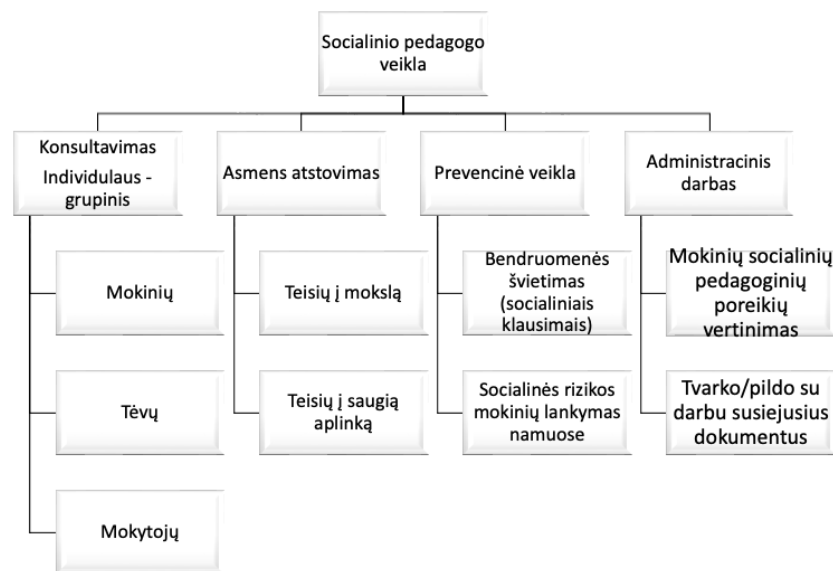 Socialinio pedagogo
veikla
Konsultavimas
Individulaus -
grupinis
Asmens atstovimas
Prevencinė veikla
Administracinis
darbas
Mokinių
Teisių į mokslą
Bendruomenės
švietimas
(socialiniais
klausimais)
Mokinių socialinių
pedagoginių
poreikių
vertinimas
Tėvų
Teisių į saugią
aplinką
Socialinės rizikos
mokinių lankymas
namuose
Tvarko/pildo su
darbu susiejusius
dokumentus
Mokytojų